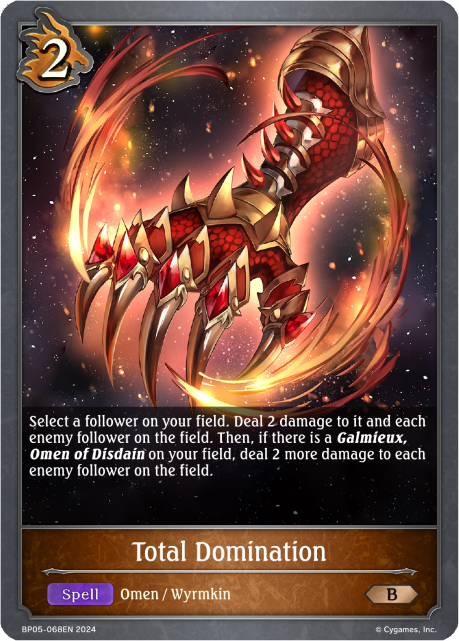 2
Select a follower on your field. Deal 2 damage to it and each
enemy follower on the field. Then, if there is a Galmieux,
Omen of Disdain on your field, deal 2 more damage to each
enemy follower on the field.
Total Domination
Spell Omen / Wyrmkin B
BP05-068EN 2024 © Cygames, Inc.